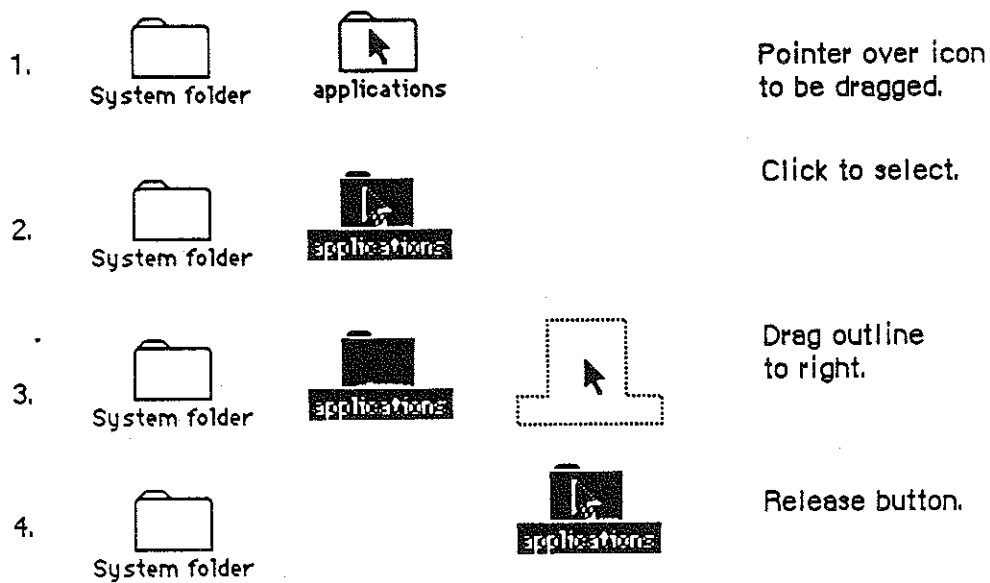 1.
System folder
applications
Pointer over icon
to be dragged.
2.
System folder
applications
Click to select.
3.
System folder
applications
Drag outline
to right.
4.
System folder
applications
Release button.